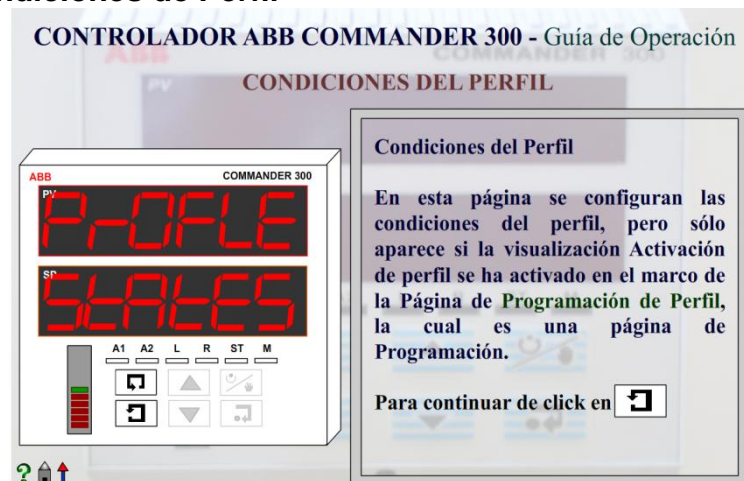 CONTROLADOR ABB COMMANDER 300 - Guía de Operación
CONDICIONES DEL PERFIL
ABB
COMMANDER 300
PV
PrOFLE
SP
StAtES
A1 A2 L R ST M
Condiciones del Perfil
En esta página se configuran las
condiciones del perfil, pero sólo
aparece si la visualización Activación
de perfil se ha activado en el marco de
la Página de Programación de Perfil,
la cual es una página de
Programación.
Para continuar de click en
?